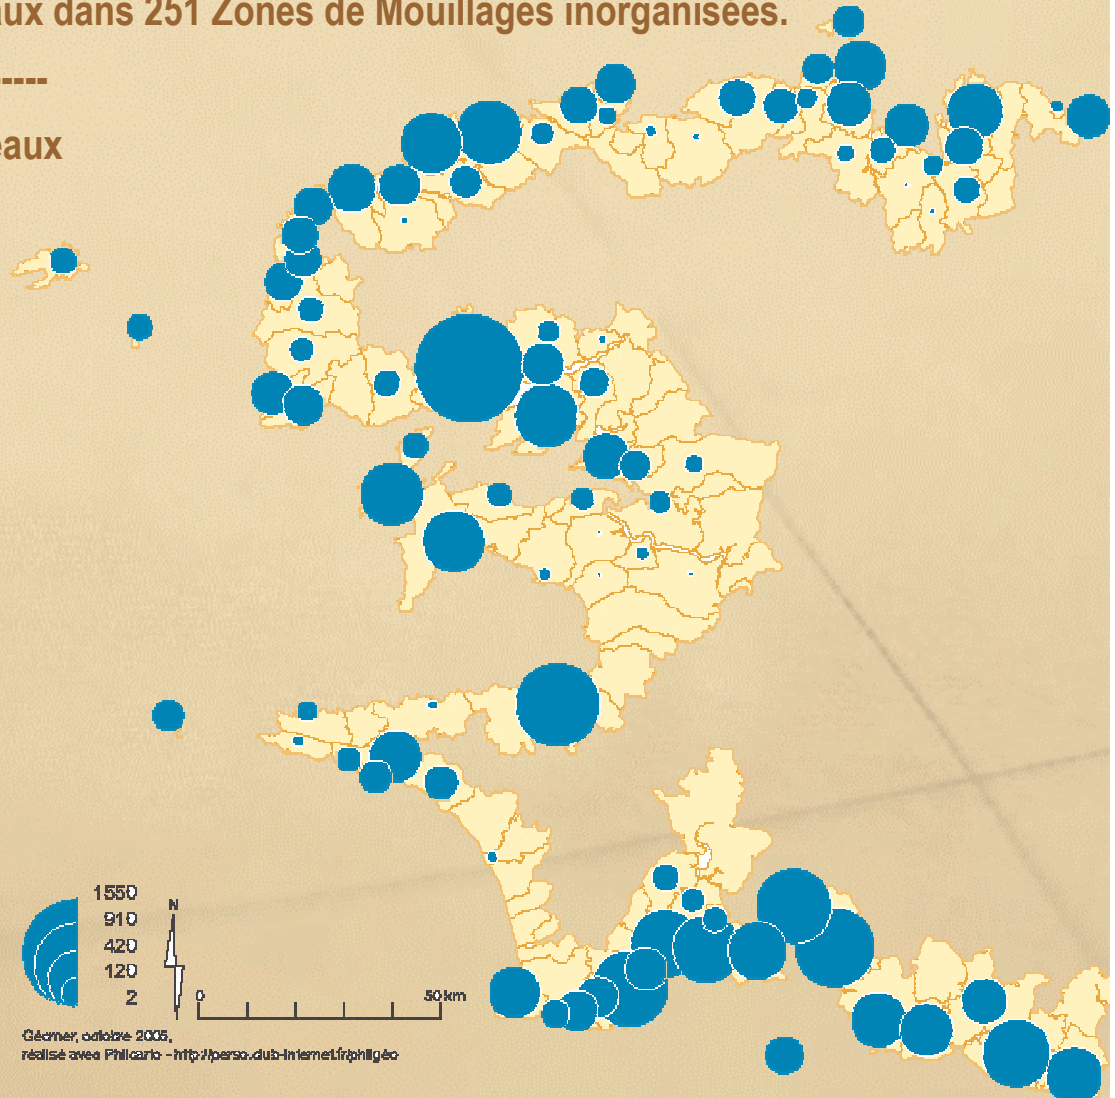 aux dans 251 Zones de Mouillages inorganisées.
-----
eaux
1550
910
420
120
2
N
0 50 km
Géomer, octobre 2005,
réalisé avec Philcarto - http://perso.club-internet.fr/philgéo